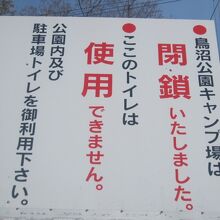 ●鳥沼公園キャンプ場は
閉鎖いたしました。
●ここのトイレは
使用できません。
公園内及び
駐車場トイレを御利用下さい。